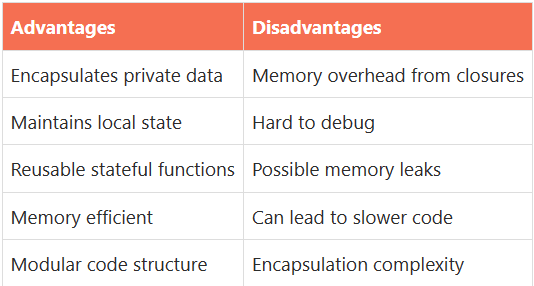 Advantages Disadvantages
Encapsulates private data Memory overhead from closures
Maintains local state Hard to debug
Reusable stateful functions Possible memory leaks
Memory efficient Can lead to slower code
Modular code structure Encapsulation complexity